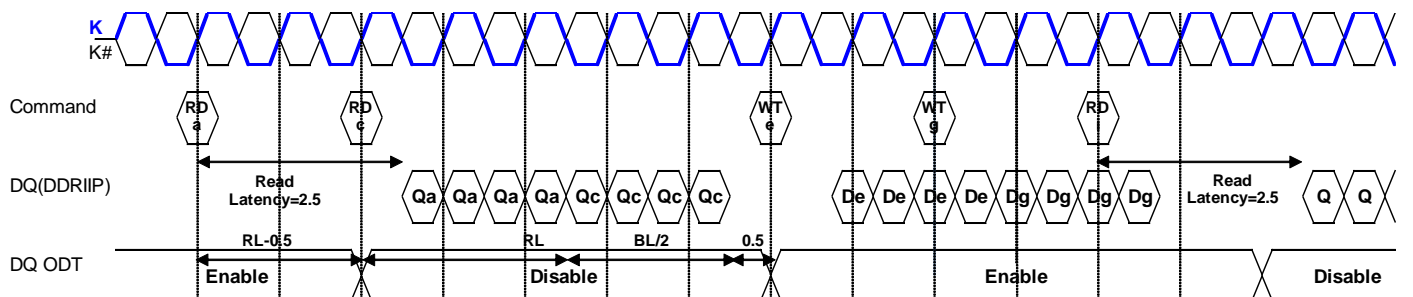 K
K#
Command
RD a
RD c
WT e
WT g
RD i
Read
Latency=2.5
DQ(DDRIIP)
Qa Qa Qa Qa Qc Qc Qc Qc
De De De De Dg Dg Dg Dg
Read
Latency=2.5
Q Q
RL-0.5
RL
BL/2
0.5
DQ ODT
Enable
Disable
Enable
Disable